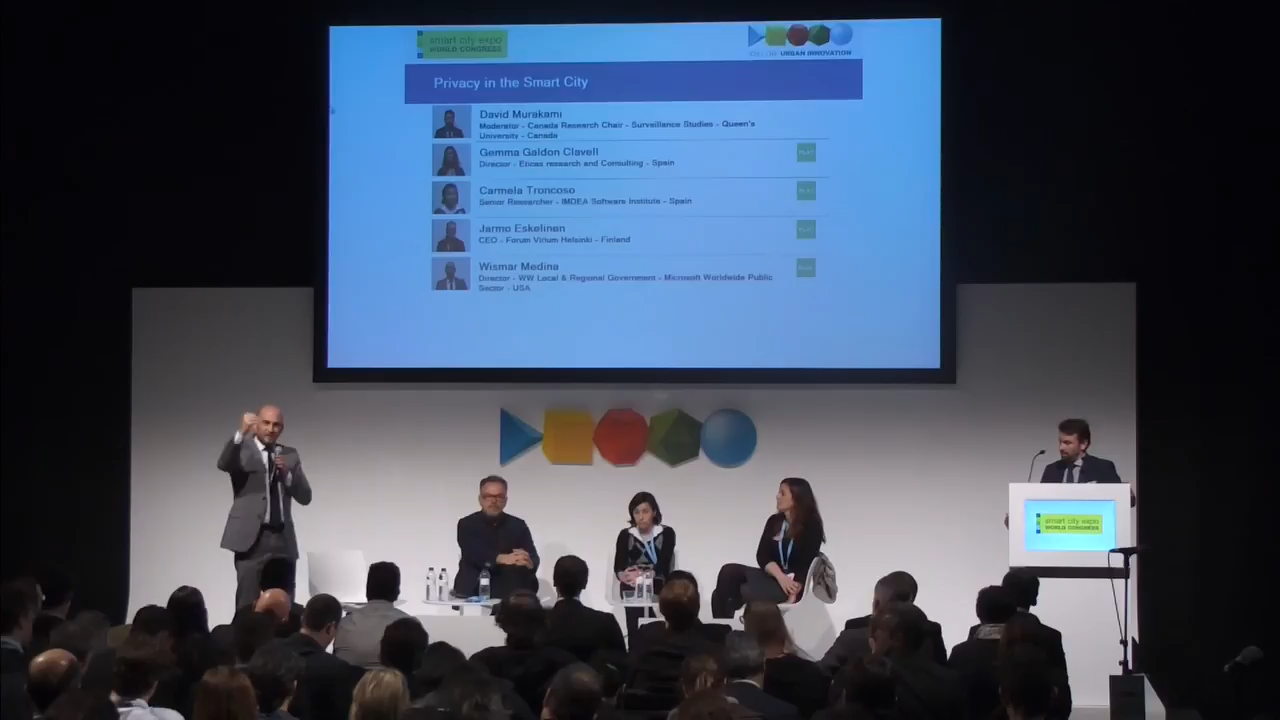 smart city expo
WORLD CONGRESS
URBAN INNOVATION
Privacy in the Smart City
David Murakami
Moderator - Canada Research Chair - Surveillance Studies - Queen's
University - Canada
Gemma Galdon Clavell
Director - Eticas research and Consulting - Spain
Carmela Troncoso
Senior Researcher - IMDEA Software Institute - Spain
Jarmo Eskelinen
CEO - Forum Virium Helsinki - Finland
Wismar Medina
Director - WW Local & Regional Government - Microsoft Worldwide Public
Sector - USA
smart city expo
WORLD CONGRESS